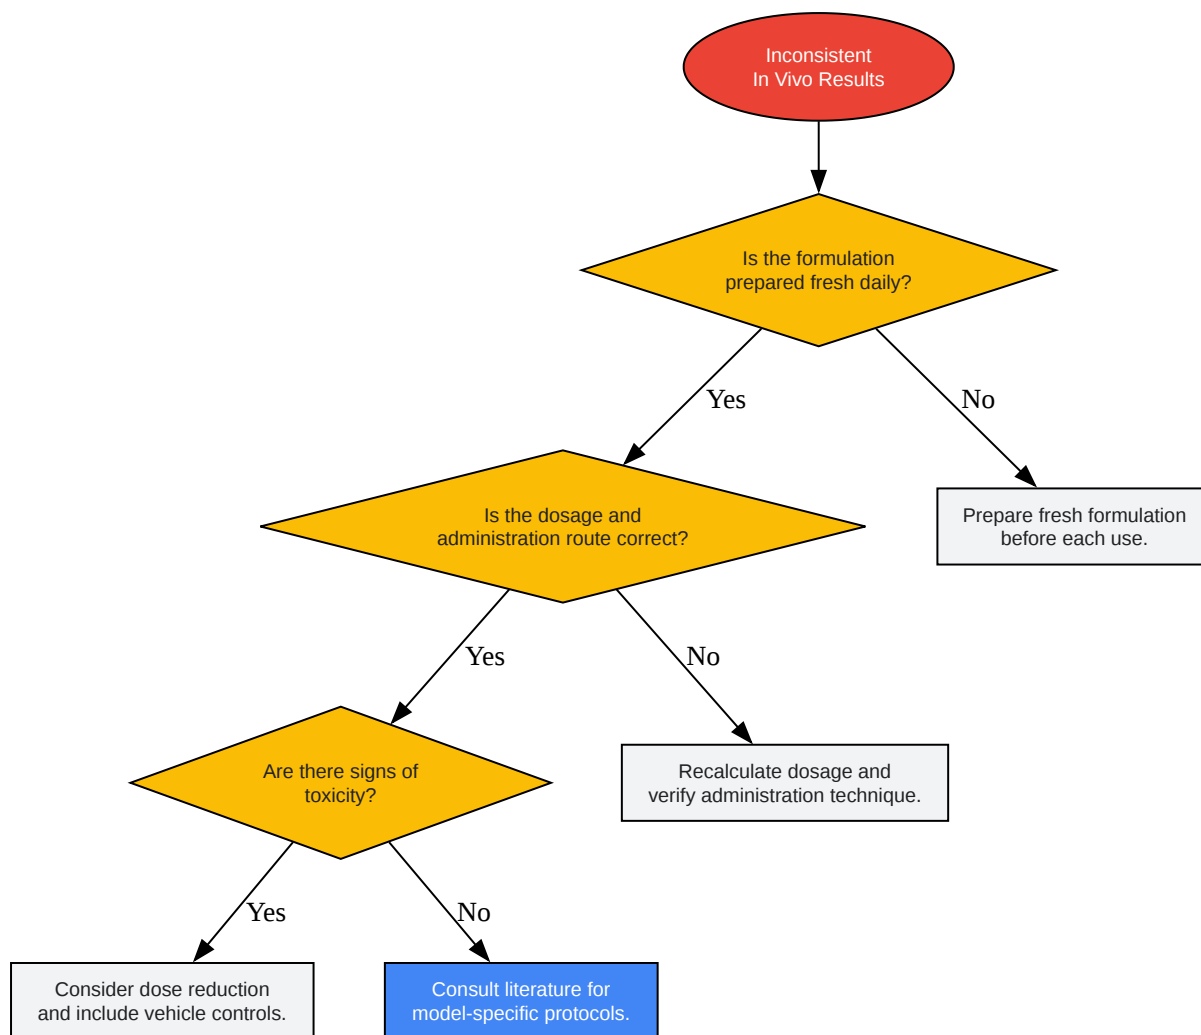 Inconsistent
In Vivo Results
Is the formulation
prepared fresh daily?
Yes
No
Is the dosage and
administration route correct?
Prepare fresh formulation
before each use.
Yes
No
Are there signs of
toxicity?
Recalculate dosage and
verify administration technique.
Yes
No
Consider dose reduction
and include vehicle controls.
Consult literature for
model-specific protocols.